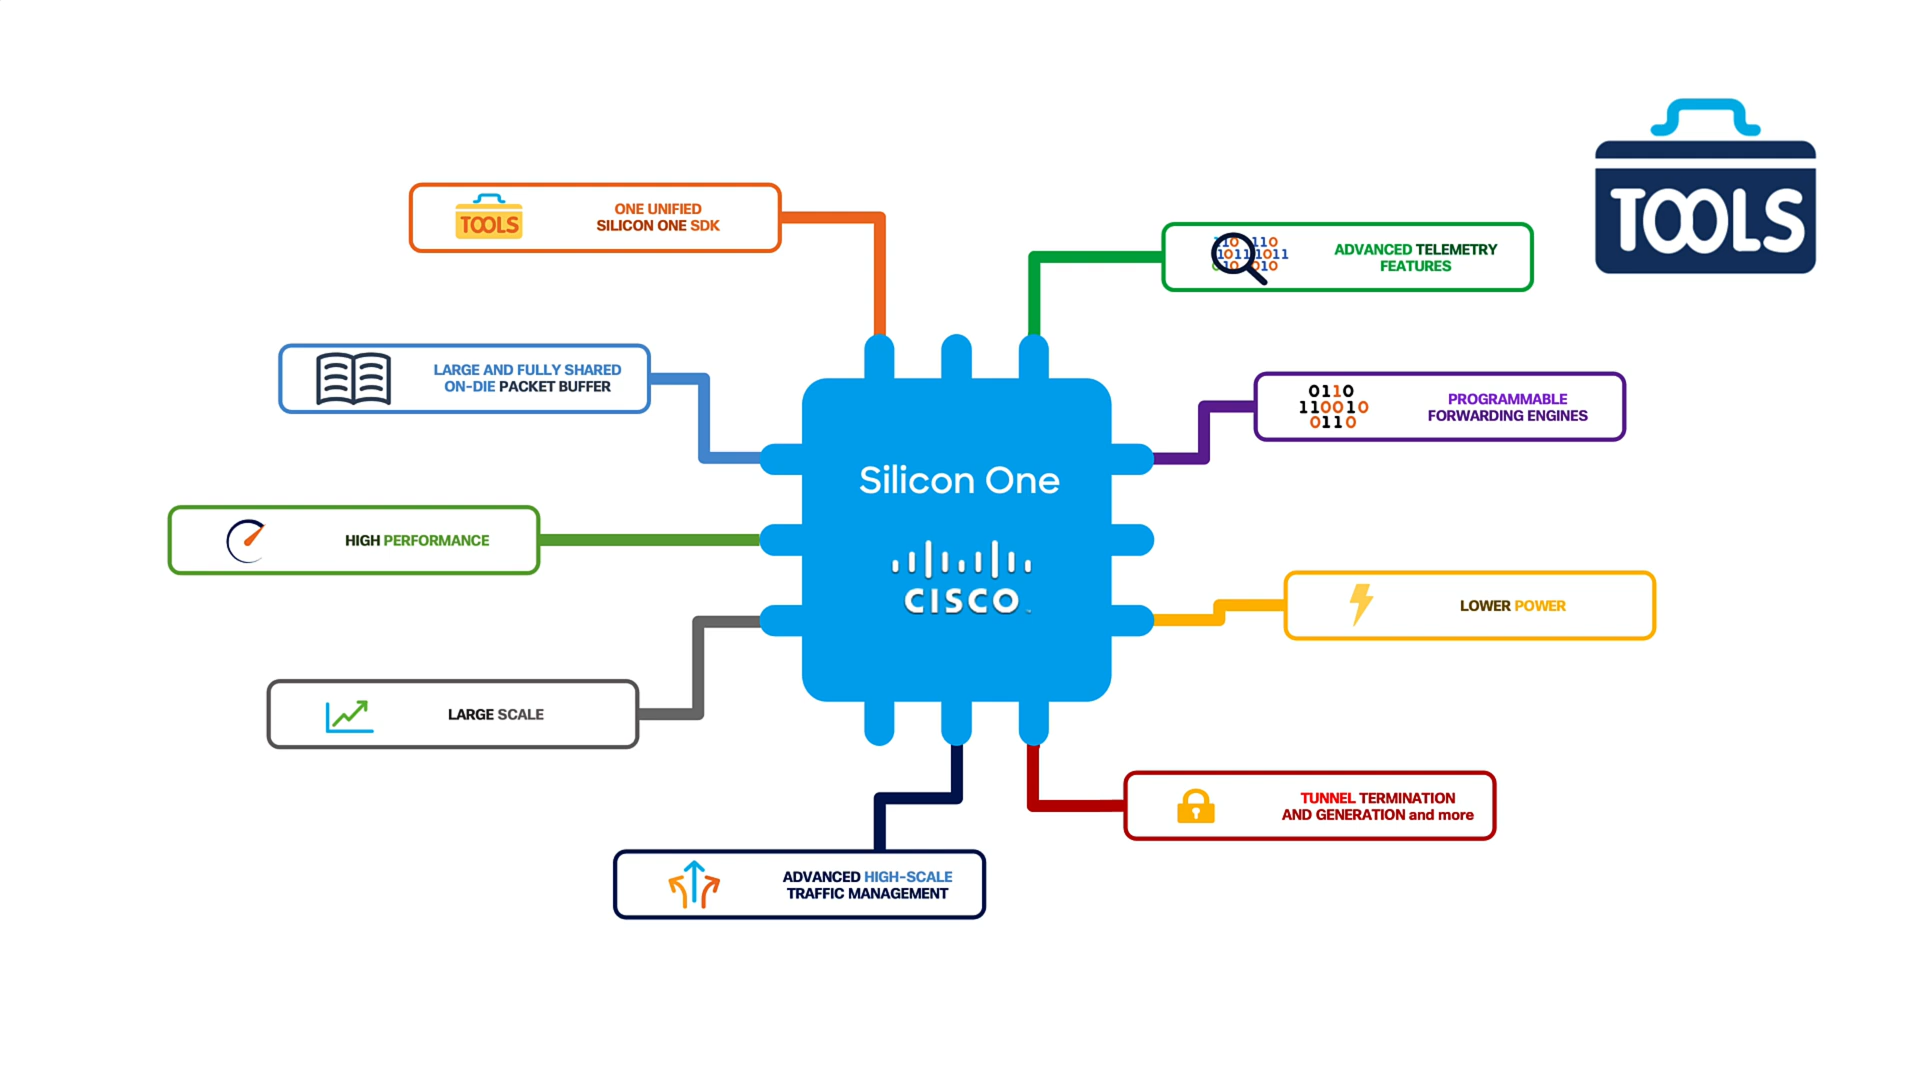 TOOLS
TOOLS
ONE UNIFIED
SILICON ONE SDK
ADVANCED TELEMETRY
FEATURES
LARGE AND FULLY SHARED
ON-DIE PACKET BUFFER
0110
110010
0110
PROGRAMMABLE
FORWARDING ENGINES
Silicon One
CISCO
HIGH PERFORMANCE
LOWER POWER
LARGE SCALE
TUNNEL TERMINATION
AND GENERATION and more
ADVANCED HIGH-SCALE
TRAFFIC MANAGEMENT